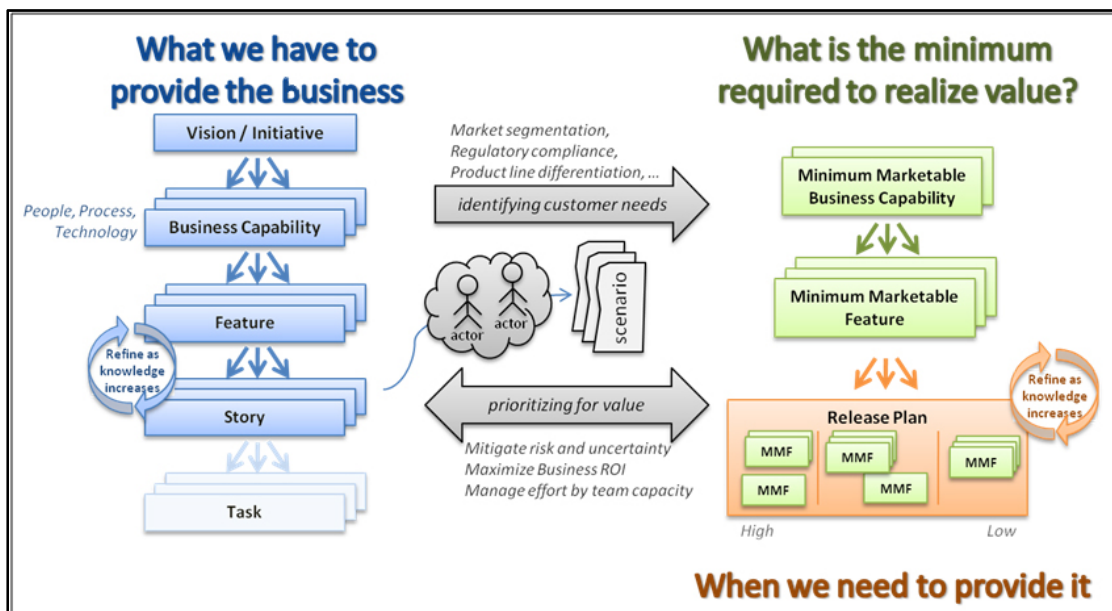 What we have to
provide the business
Vision / Initiative
People, Process,
Technology
Business Capability
Feature
Refine as
knowledge
increases
Story
Task
Market segmentation,
Regulatory compliance,
Product line differentiation, ...
identifying customer needs
actor
actor
scenario
prioritizing for value
Mitigate risk and uncertainty
Maximize Business ROI
Manage effort by team capacity
What is the minimum
required to realize value?
Minimum Marketable
Business Capability
Minimum Marketable
Feature
Refine as
knowledge
increases
Release Plan
MMF
MMF
MMF
MMF
MMF
High
Low
When we need to provide it